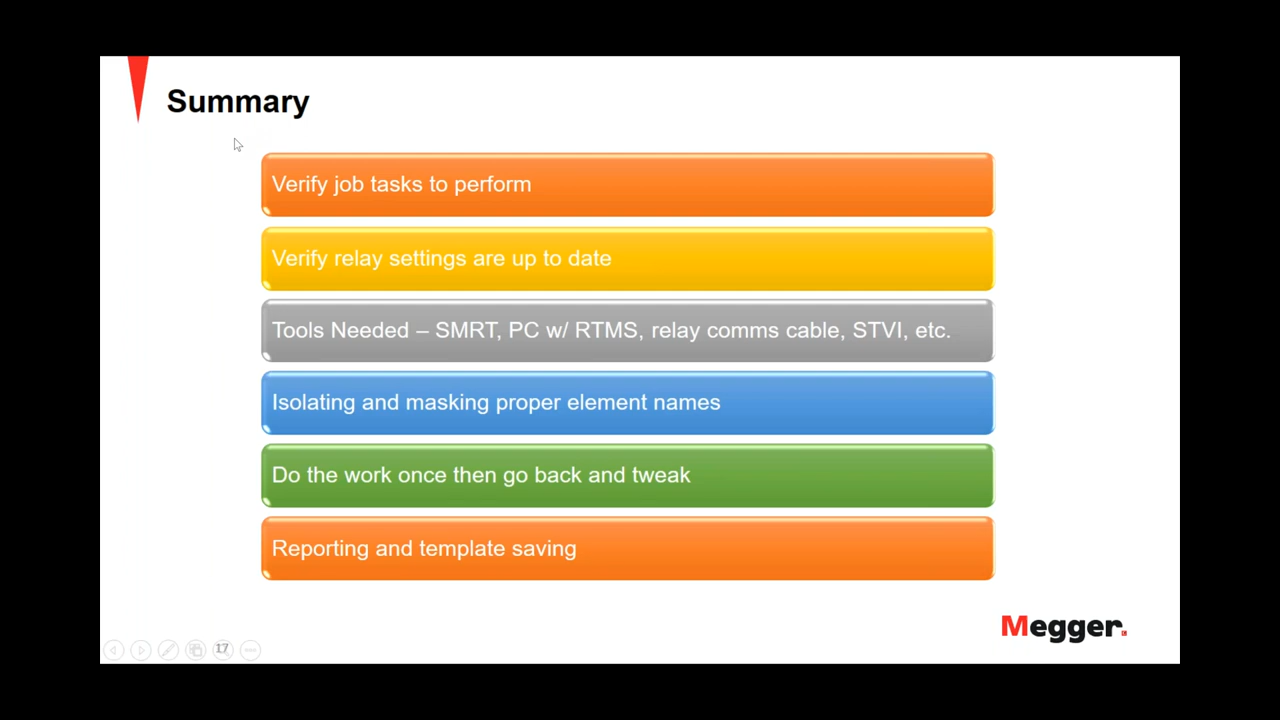 Summary
Verify job tasks to perform
Verify relay settings are up to date
Tools Needed – SMRT, PC w/ RTMS, relay comms cable, STVI, etc.
Isolating and masking proper element names
Do the work once then go back and tweak
Reporting and template saving
Megger.
17